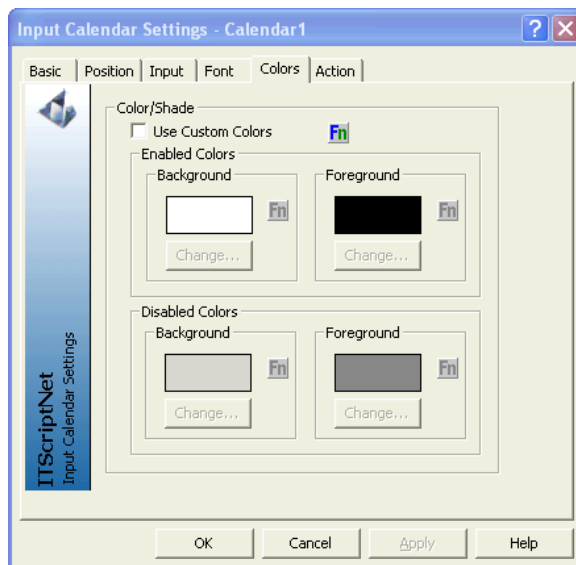 Input Calendar Settings - Calendar1
Basic Position Input Font Colors Action
Color/Shade
Use Custom Colors Fn
Enabled Colors
Background Foreground
Fn Fn
Change... Change...
Disabled Colors
Background Foreground
Fn Fn
Change... Change...
ITScriptNet
Input Calendar Settings
OK Cancel Apply Help